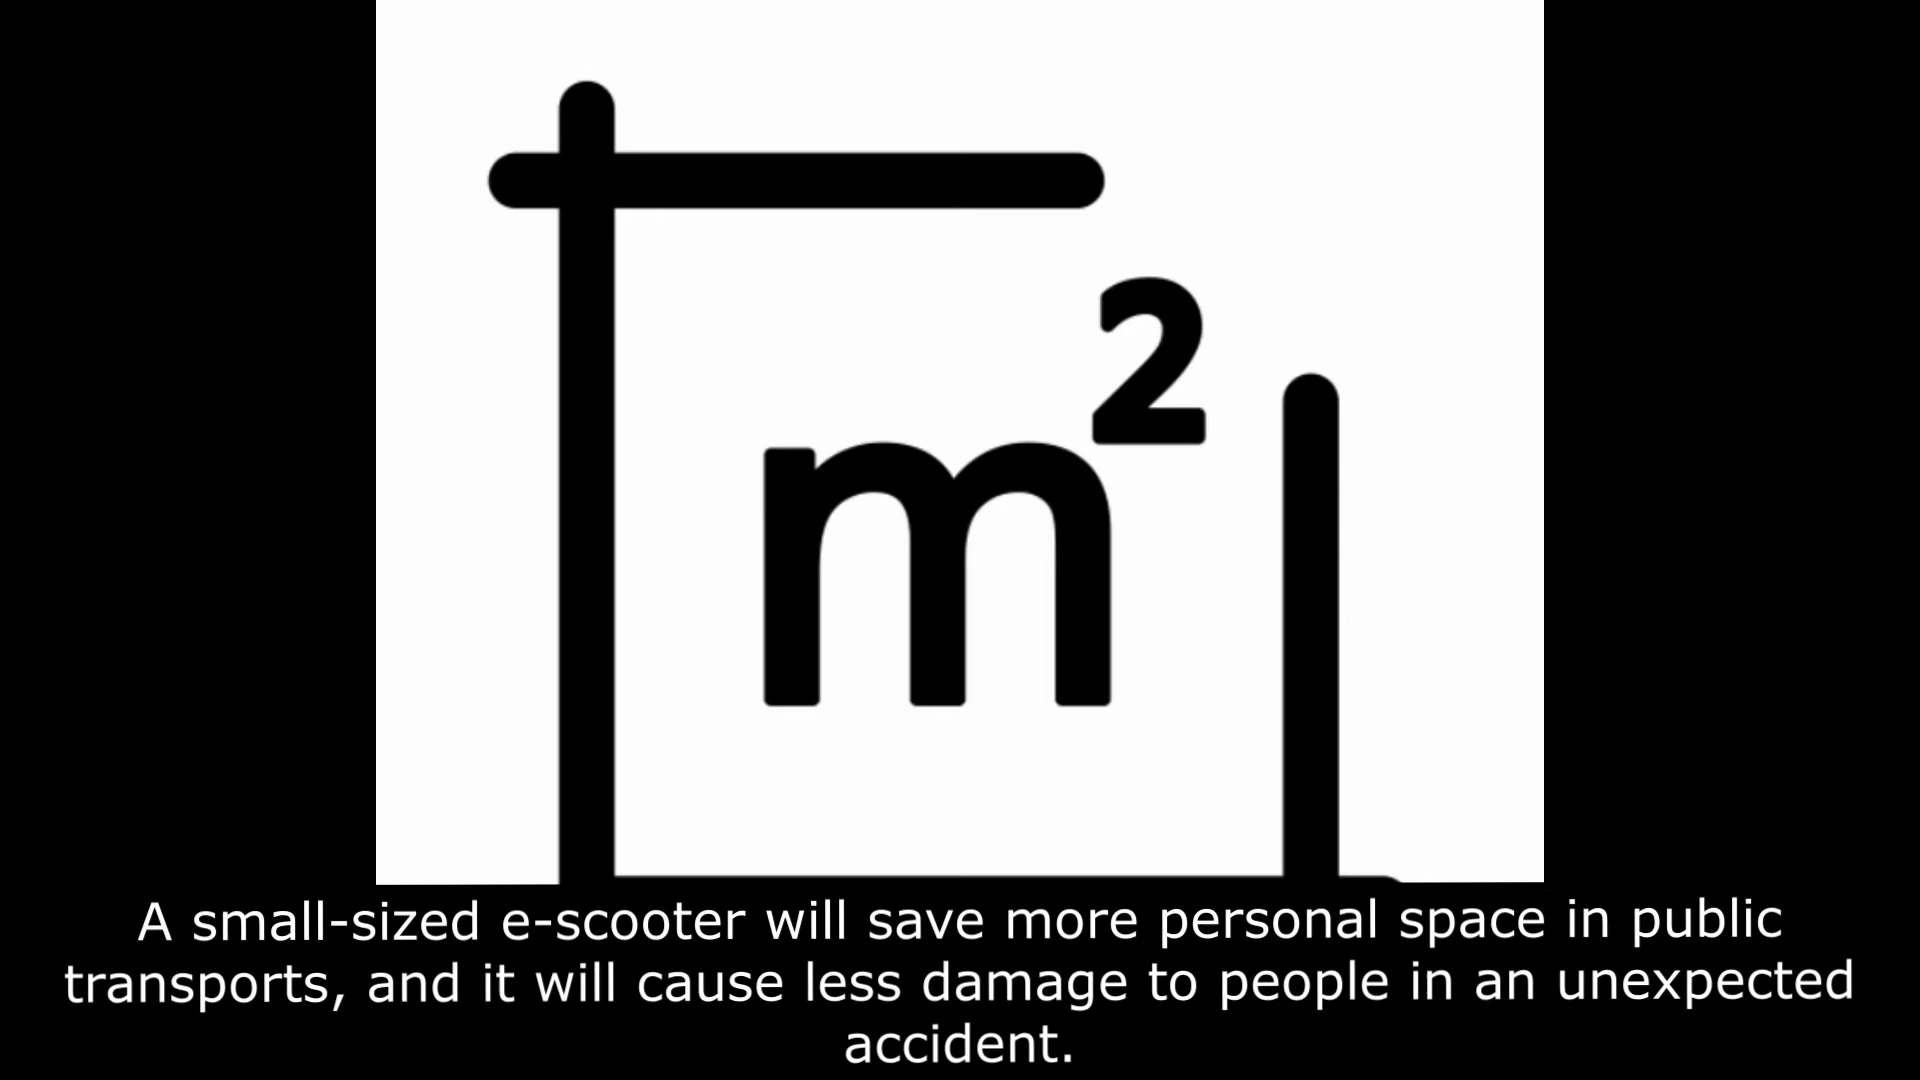 m²
A small-sized e-scooter will save more personal space in public
transports, and it will cause less damage to people in an unexpected
accident.